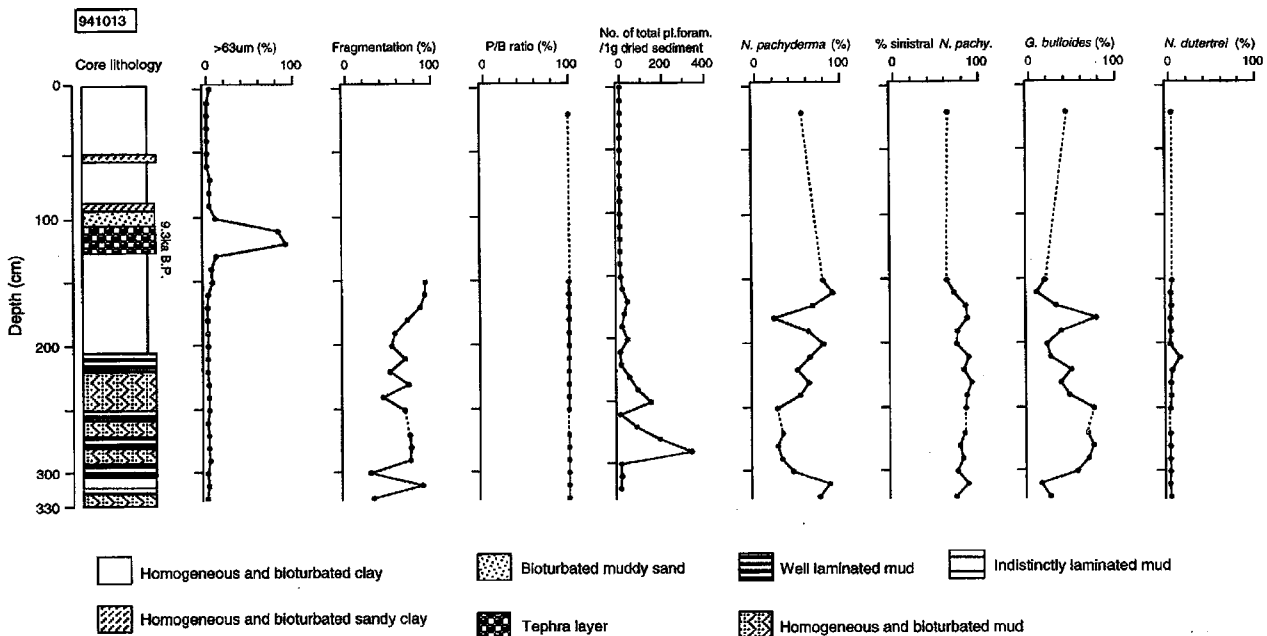 941013
Core lithology
>63um (%)
0 100
Fragmentation (%)
0 100
P/B ratio (%)
0 100
No. of total pl.foram.
/1g dried sediment
0 200 400
N. pachyderma (%)
0 100
% sinistral N. pachy.
0 100
G. bulloides (%)
0 100
N. dutertrei (%)
0 100
Depth (cm)
0
100
200
300
330
9.3ka B.P.
Homogeneous and bioturbated clay
Bioturbated muddly sand
Well laminated mud
Indistinctly laminated mud
Homogeneous and bioturbated sandy clay
Tephra layer
Homogeneous and bioturbated mud